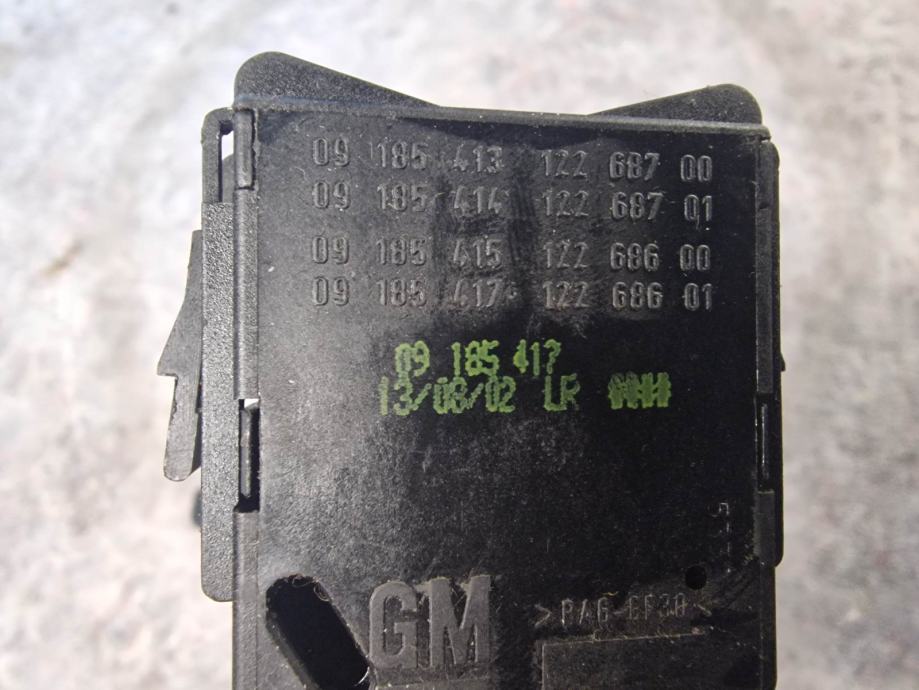 09 185 413 122 687 00
09 185 414 122 687 01
09 185 415 122 686 00
09 185 417 122 686 01
09 185 417
13/08/02 LR
GM
>PA6-GF30<